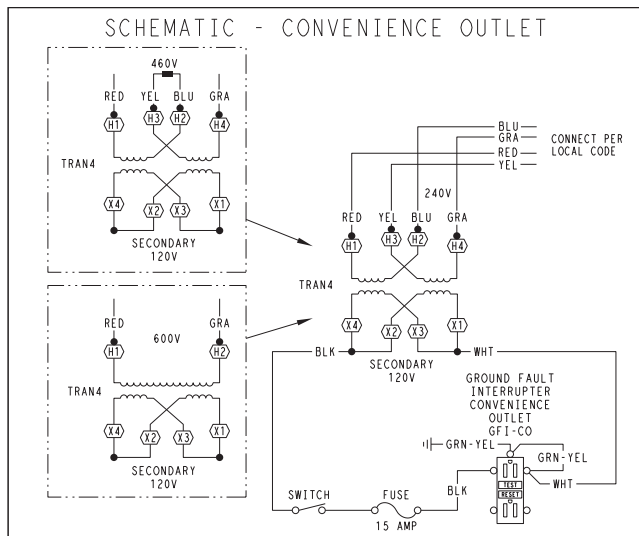 SCHEMATIC - CONVENIENCE OUTLET
460V
RED YEL BLU GRA
H1 H3 H2 H4
TRAN4
X4 X2 X3 X1
SECONDARY
120V
RED GRA
600V
H1 H2
TRAN4
X4 X2 X3 X1
SECONDARY
120V
BLU
GRA
RED
YEL
CONNECT PER
LOCAL CODE
240V
RED YEL BLU GRA
H1 H3 H2 H4
TRAN4
X4 X2 X3 X1
BLK
WHT
SECONDARY
120V
GROUND FAULT
INTERRUPTER
CONVENIENCE
OUTLET
GFI-CO
GRN-YEL
GRN-YEL
WHT
BLK
TEST
RESET
SWITCH
FUSE
15 AMP